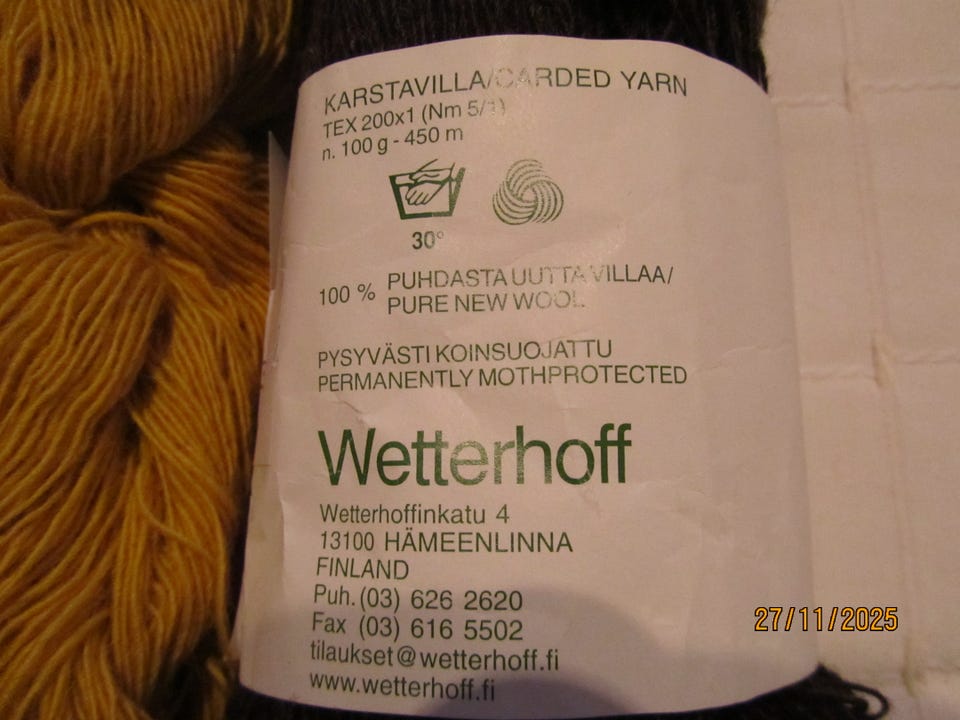 KARSTAVILLA/CARDED YARN
TEX 200x1 (Nm 5/1)
n. 100 g - 450 m
30°
100 % PUHDASTA UUTTA VILLAA/
PURE NEW WOOL
PYSYVÄSTI KOINSUOJATTU
PERMANENTLY MOTHPROTECTED
Wetterhoff
Wetterhoffinkatu 4
13100 HÄMEENLINNA
FINLAND
Puh. (03) 626 2620
Fax (03) 616 5502
tilaukset@wetterhoff.fi
www.wetterhoff.fi
27/11/2025